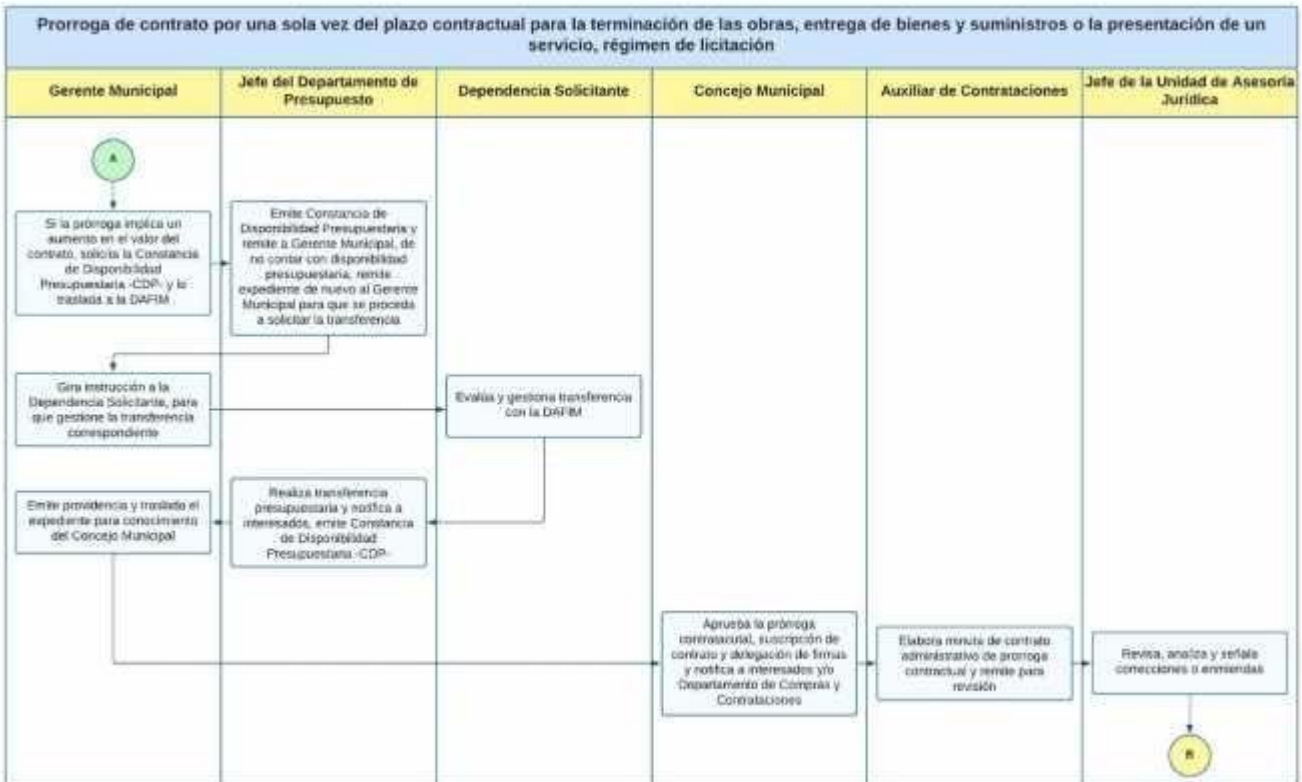 Prorroga de contrato por una sola vez del plazo contractual para la terminación de las obras, entrega de bienes y suministros o la presentación de un
servicio, régimen de licitación
Gerente Municipal
Jefe del Departamento de
Presupuesto
Dependencia Solicitante
Concejo Municipal
Auxiliar de Contrataciones
Jefe de la Unidad de Asesoría
Jurídica
A
Si la prórroga implica un
aumento en el valor del
contrato, solicita la Constancia
de Disponibilidad
Presupuestaria -CDP- y lo
traslada a la DAFIM
Emite Constancia de
Disponibilidad Presupuestaria y
remite a Gerente Municipal, de
no contar con disponibilidad
presupuestaria, remite
expediente de nuevo al Gerente
Municipal para que se proceda
a solicitar la transferencia
Gira instrucción a la
Dependencia Solicitante, para
que gestione la transferencia
correspondiente
Evalúa y gestiona transferencia
con la DAFIM
Emite providencia y traslada el
expediente para conocimiento
del Concejo Municipal
Realiza transferencia
presupuestaria y notifica a
interesados, emite Constancia
de Disponibilidad
Presupuestaria -CDP-
Aprueba la prórroga
contratacutal, suscripción de
contrato y delegación de firmas
y notifica a interesados y/o
Departamento de Compras y
Contrataciones
Elabora minuta de contrato
administrativo de prorroga
contractual y remite para
revisión
Revisa, analiza y señala
correcciones o enmiendas
B